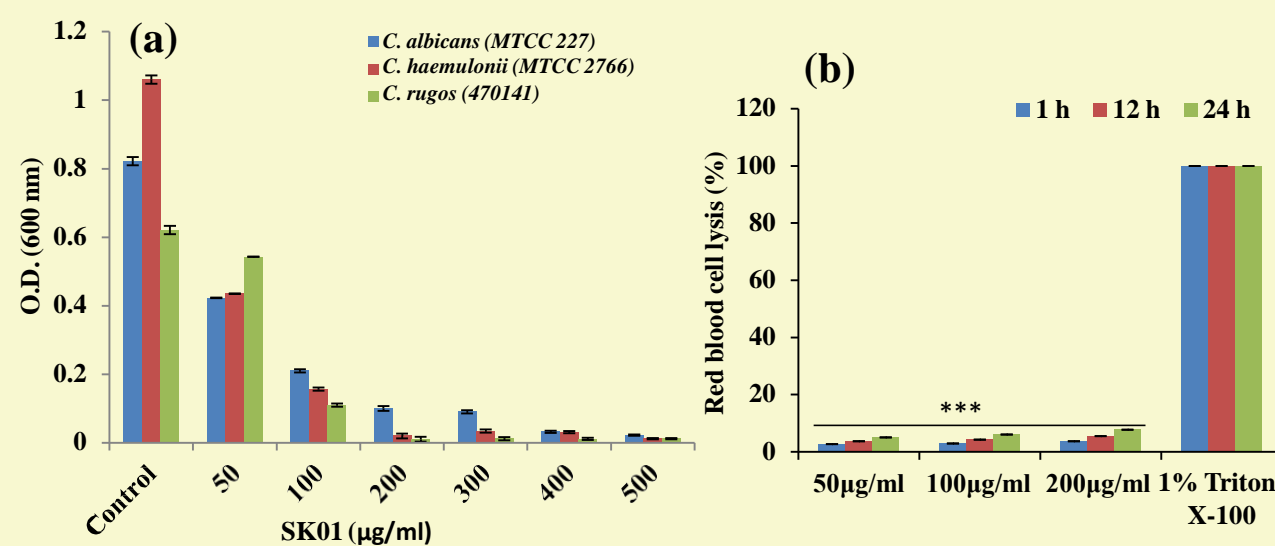 (a)
C. albicans (MTCC 227)
C. haemulonii (MTCC 2766)
C. rugos (470141)
O.D. (600 nm)
1.2
1
0.8
0.6
0.4
0.2
0
Control
50
100
200
300
400
500
SK01 (µg/ml)
(b)
1 h
12 h
24 h
Red blood cell lysis (%)
120
100
80
60
40
20
0
***
50µg/ml
100µg/ml
200µg/ml
1% Triton
X-100